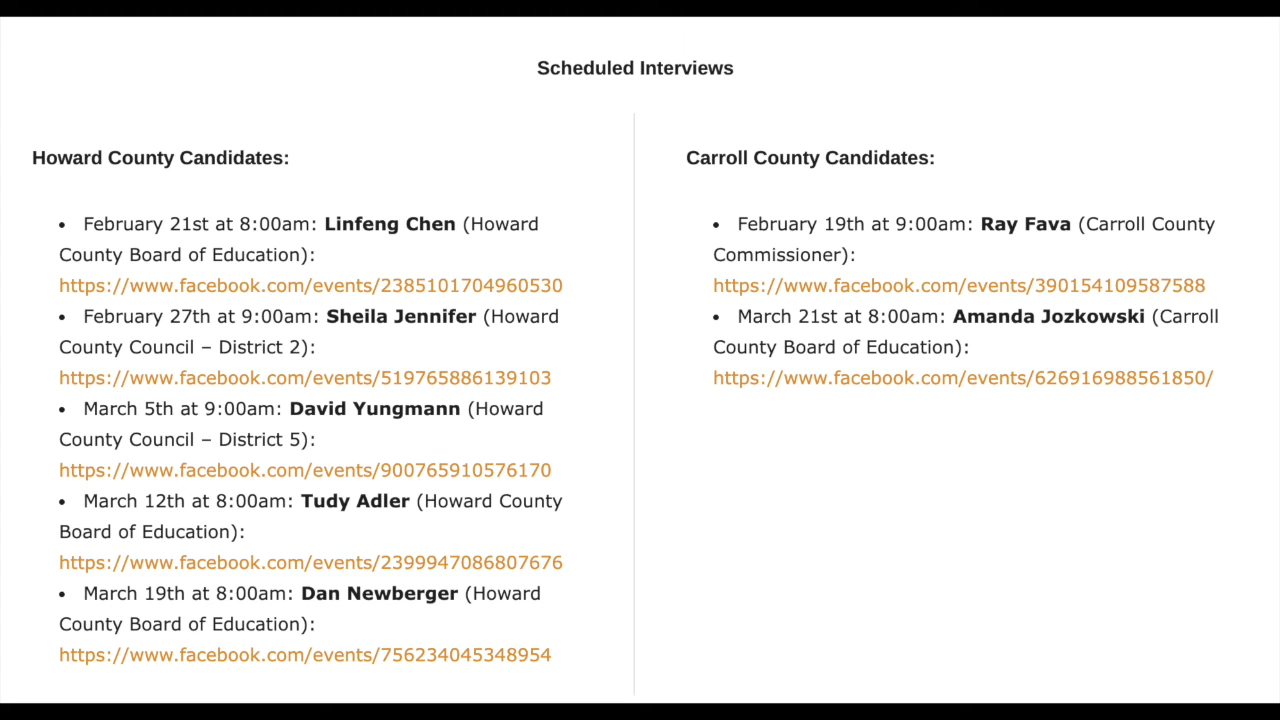 Scheduled Interviews
Howard County Candidates:
• February 21st at 8:00am: Linfeng Chen (Howard
County Board of Education):
https://www.facebook.com/events/2385101704960530
• February 27th at 9:00am: Sheila Jennifer (Howard
County Council – District 2):
https://www.facebook.com/events/519765886139103
• March 5th at 9:00am: David Yungmann (Howard
County Council – District 5):
https://www.facebook.com/events/900765910576170
• March 12th at 8:00am: Tudy Adler (Howard County
Board of Education):
https://www.facebook.com/events/2399947086807676
• March 19th at 8:00am: Dan Newberger (Howard
County Board of Education):
https://www.facebook.com/events/756234045348954
Carroll County Candidates:
• February 19th at 9:00am: Ray Fava (Carroll County
Commissioner):
https://www.facebook.com/events/390154109587588
• March 21st at 8:00am: Amanda Jozkowski (Carroll
County Board of Education):
https://www.facebook.com/events/626916988561850/